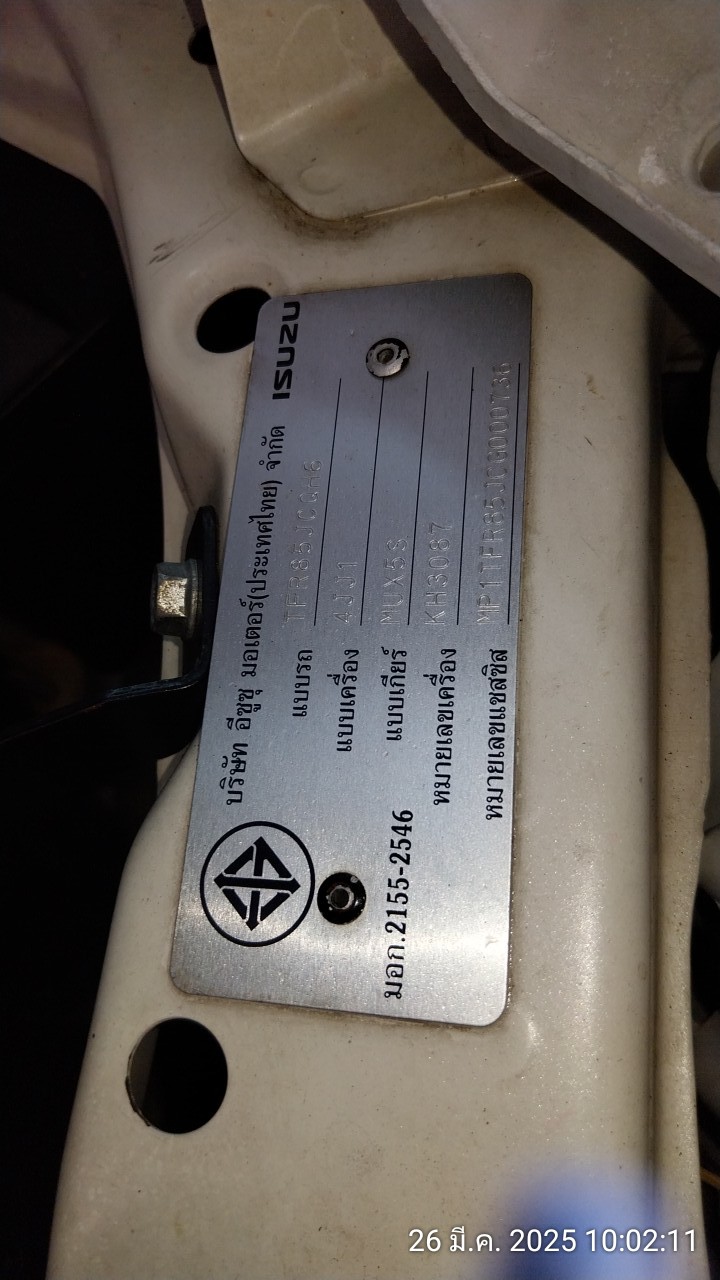 ISUZU
บริษัท อีซูซุ มอเตอร์(ประเทศไทย) จำกัด
แบบรถ
แบบเครื่อง 4JJ1
แบบเกียร์ MUX5S
หมายเลขเครื่อง KH3087
หมายเลขแชสซีส
มอก.2155-2546
26 มี.ค. 2025 10:02:11